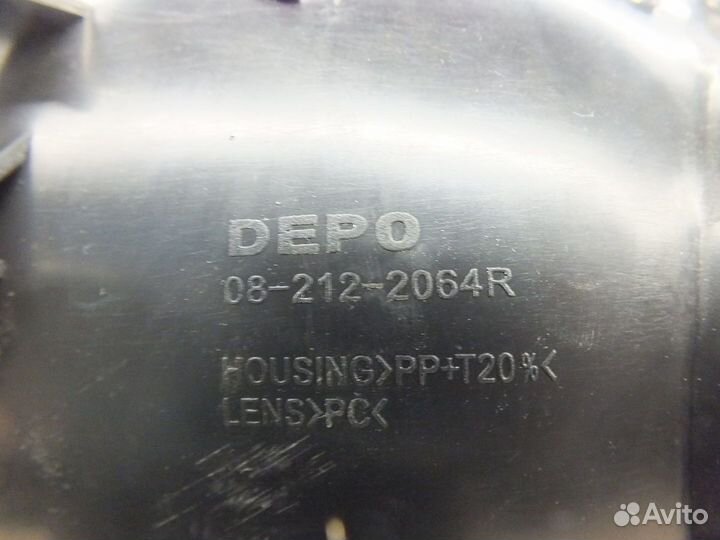 DEPO
08-212-2064R
HOUSING>PP+T20%<
LENS>PC<
Avito